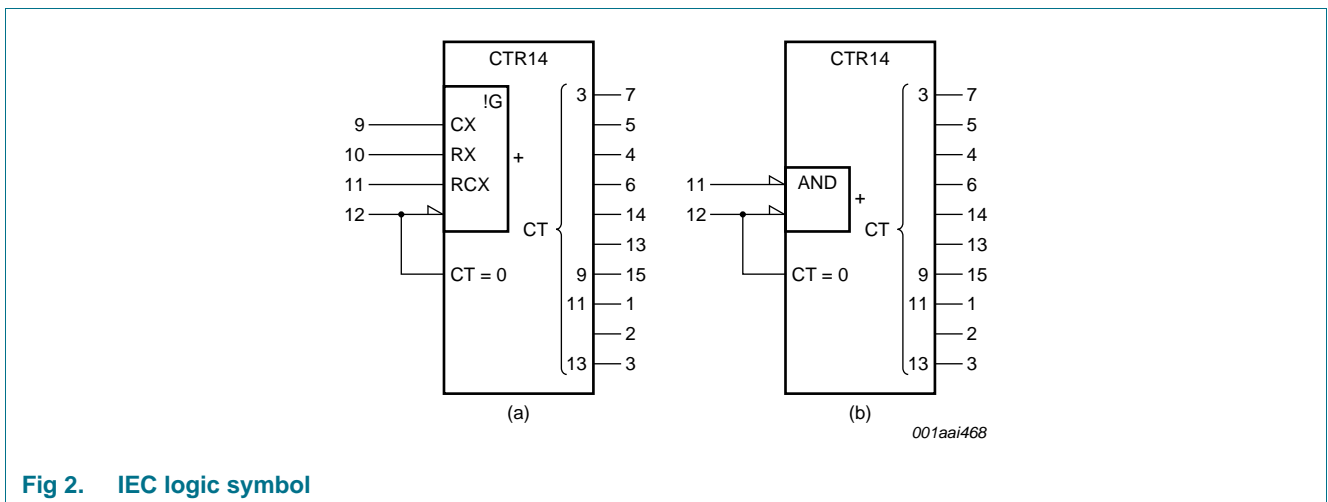 CTR14 CTR14
!G 3 7 3 7
9 CX 5 5
10 RX + 4 4
11 RCX 6 11 AND 6
12 14 12 + 14
CT 13 CT 13
CT = 0 9 15 CT = 0 9 15
11 1 11 1
2 2
13 3 13 3
(a) (b)
001aai468
Fig 2. IEC logic symbol